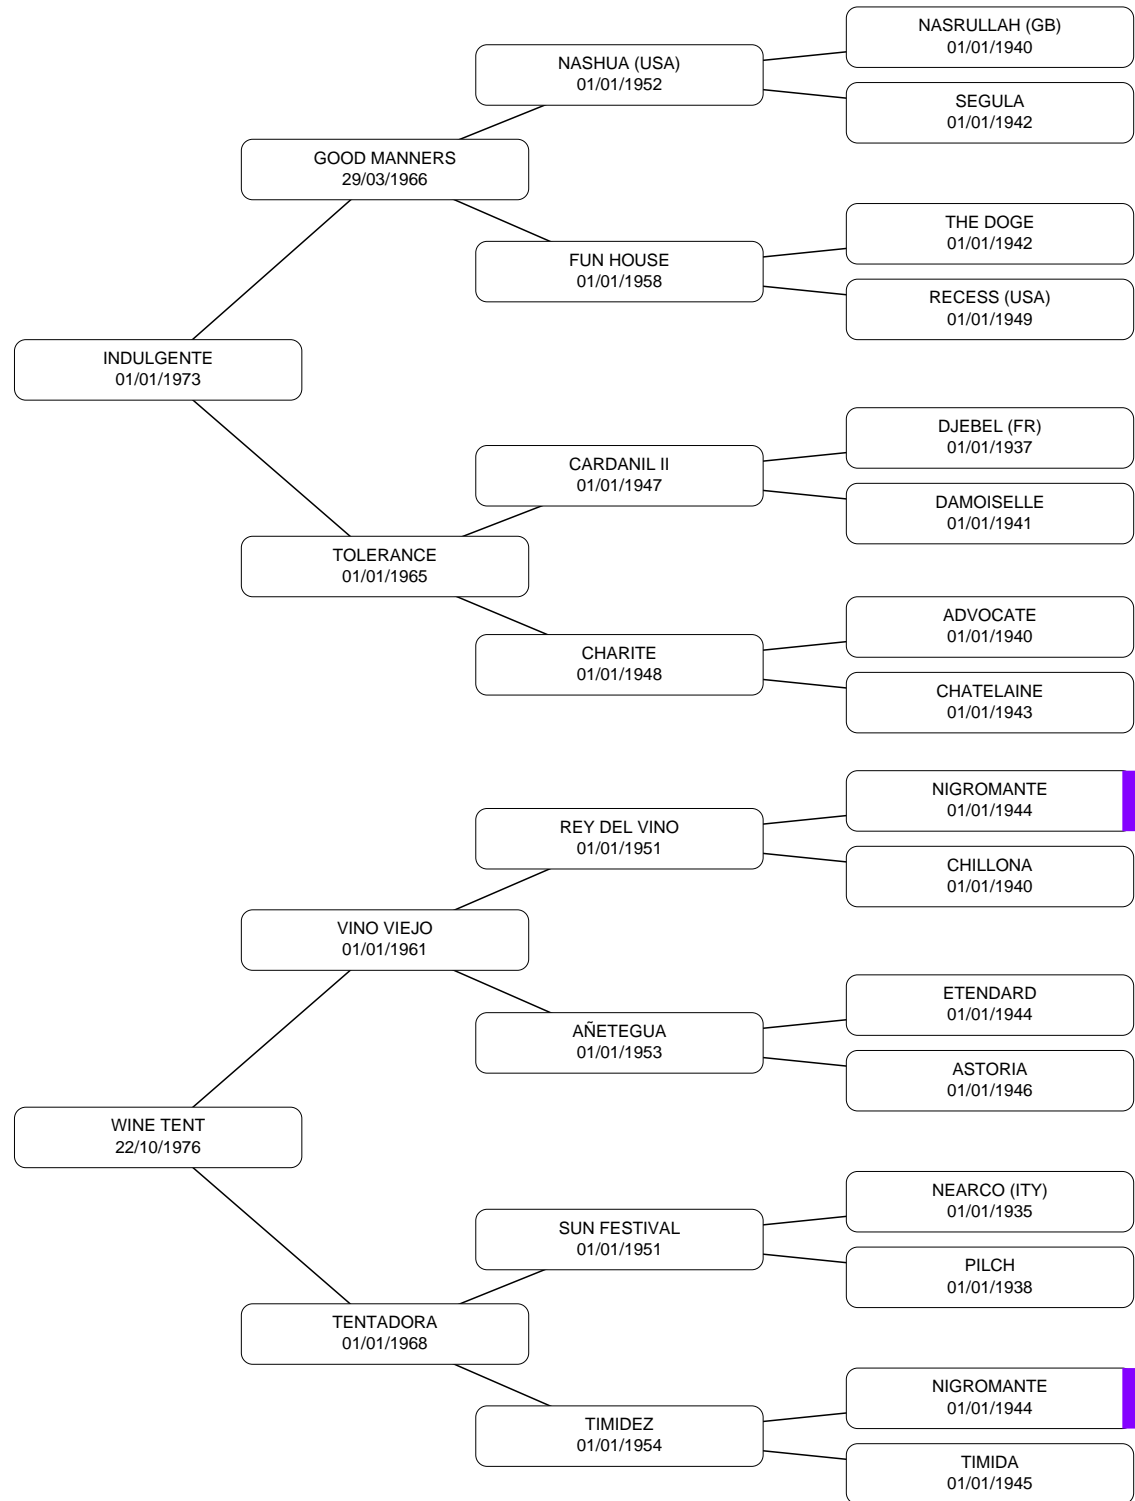 NASRULLAH (GB)
01/01/1940
NASHUA (USA)
01/01/1952
SEGULA
01/01/1942
GOOD MANNERS
29/03/1966
THE DOGE
01/01/1942
FUN HOUSE
01/01/1958
RECESS (USA)
01/01/1949
INDULGENTE
01/01/1973
DJEBEL (FR)
01/01/1937
CARDANIL II
01/01/1947
DAMOISELLE
01/01/1941
TOLERANCE
01/01/1965
ADVOCATE
01/01/1940
CHARITE
01/01/1948
CHATELAINE
01/01/1943
NIGROMANTE
01/01/1944
REY DEL VINO
01/01/1951
CHILLONA
01/01/1940
VINO VIEJO
01/01/1961
ETENDARD
01/01/1944
AÑETEGUA
01/01/1953
ASTORIA
01/01/1946
WINE TENT
22/10/1976
NEARCO (ITY)
01/01/1935
SUN FESTIVAL
01/01/1951
PILCH
01/01/1938
TENTADORA
01/01/1968
NIGROMANTE
01/01/1944
TIMIDEZ
01/01/1954
TIMIDA
01/01/1945